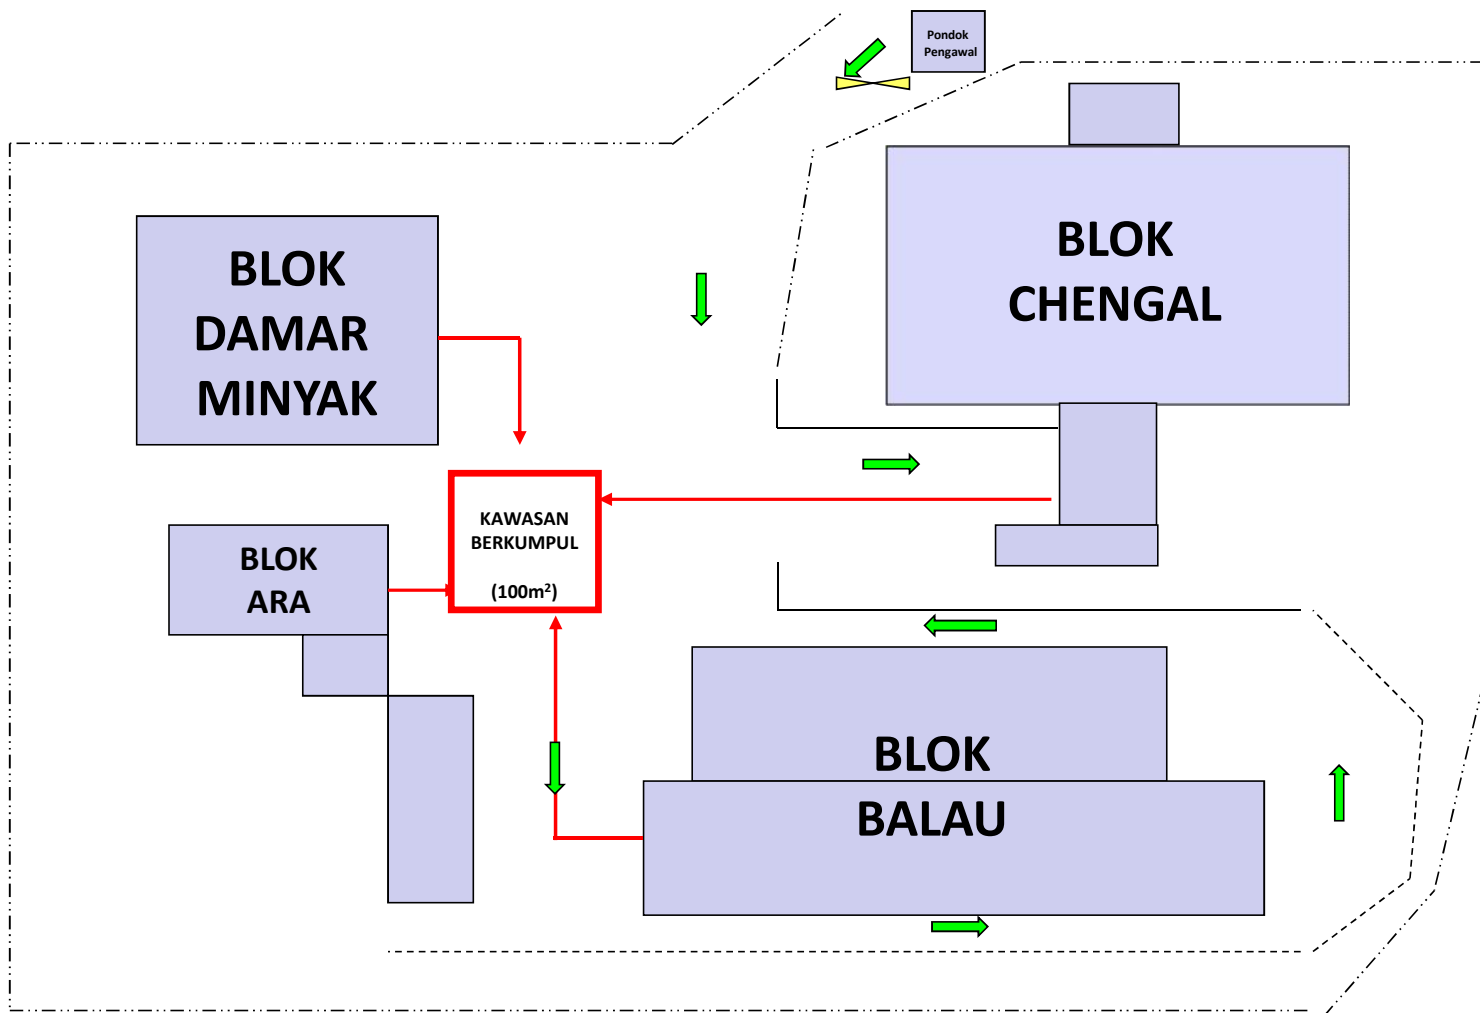 Pondok
Pengawal
BLOK
CHENGAL
BLOK
DAMAR
MINYAK
KAWASAN
BERKUMPUL
(100m²)
BLOK
ARA
BLOK
BALAU